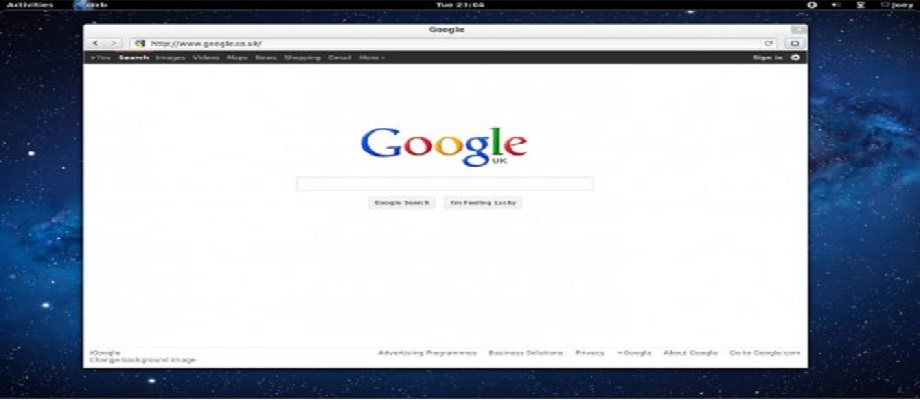 Activities Web Tue 23:04 Joey
Google
http://www.google.co.uk/
+You Search Images Videos Maps News Shopping Gmail More Sign in
Google
UK
Google Search I'm Feeling Lucky
iGoogle
Change background image
Advertising Programmes Business Solutions Privacy +Google About Google Go to Google.com